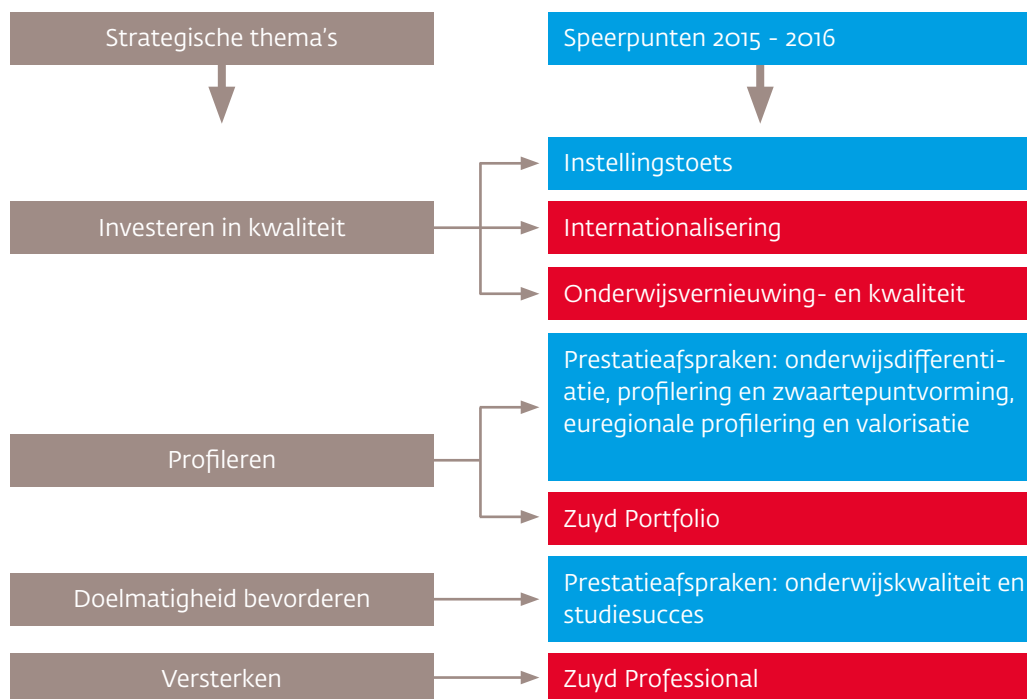 Strategische thema's
Speerpunten 2015 - 2016
Investeren in kwaliteit
Instellingstoets
Internationalisering
Onderwijsvernieuwing- en kwaliteit
Profileren
Prestatieafspraken: onderwijsdifferenti-
atie, profilering en zwaartepuntvorming,
euregionale profilering en valorisatie
Zuyd Portfolio
Doelmatigheid bevorderen
Prestatieafspraken: onderwijskwaliteit en
studiesucces
Versterken
Zuyd Professional